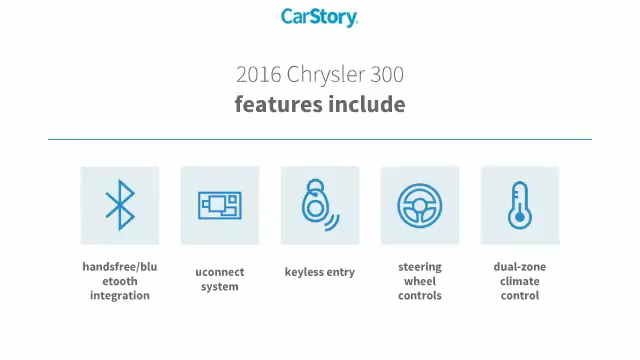 CarStory.
2016 Chrysler 300
features include
handsfree/blu
etooth
integration
uconnect
system
keyless entry
steering
wheel
controls
dual-zone
climate
control